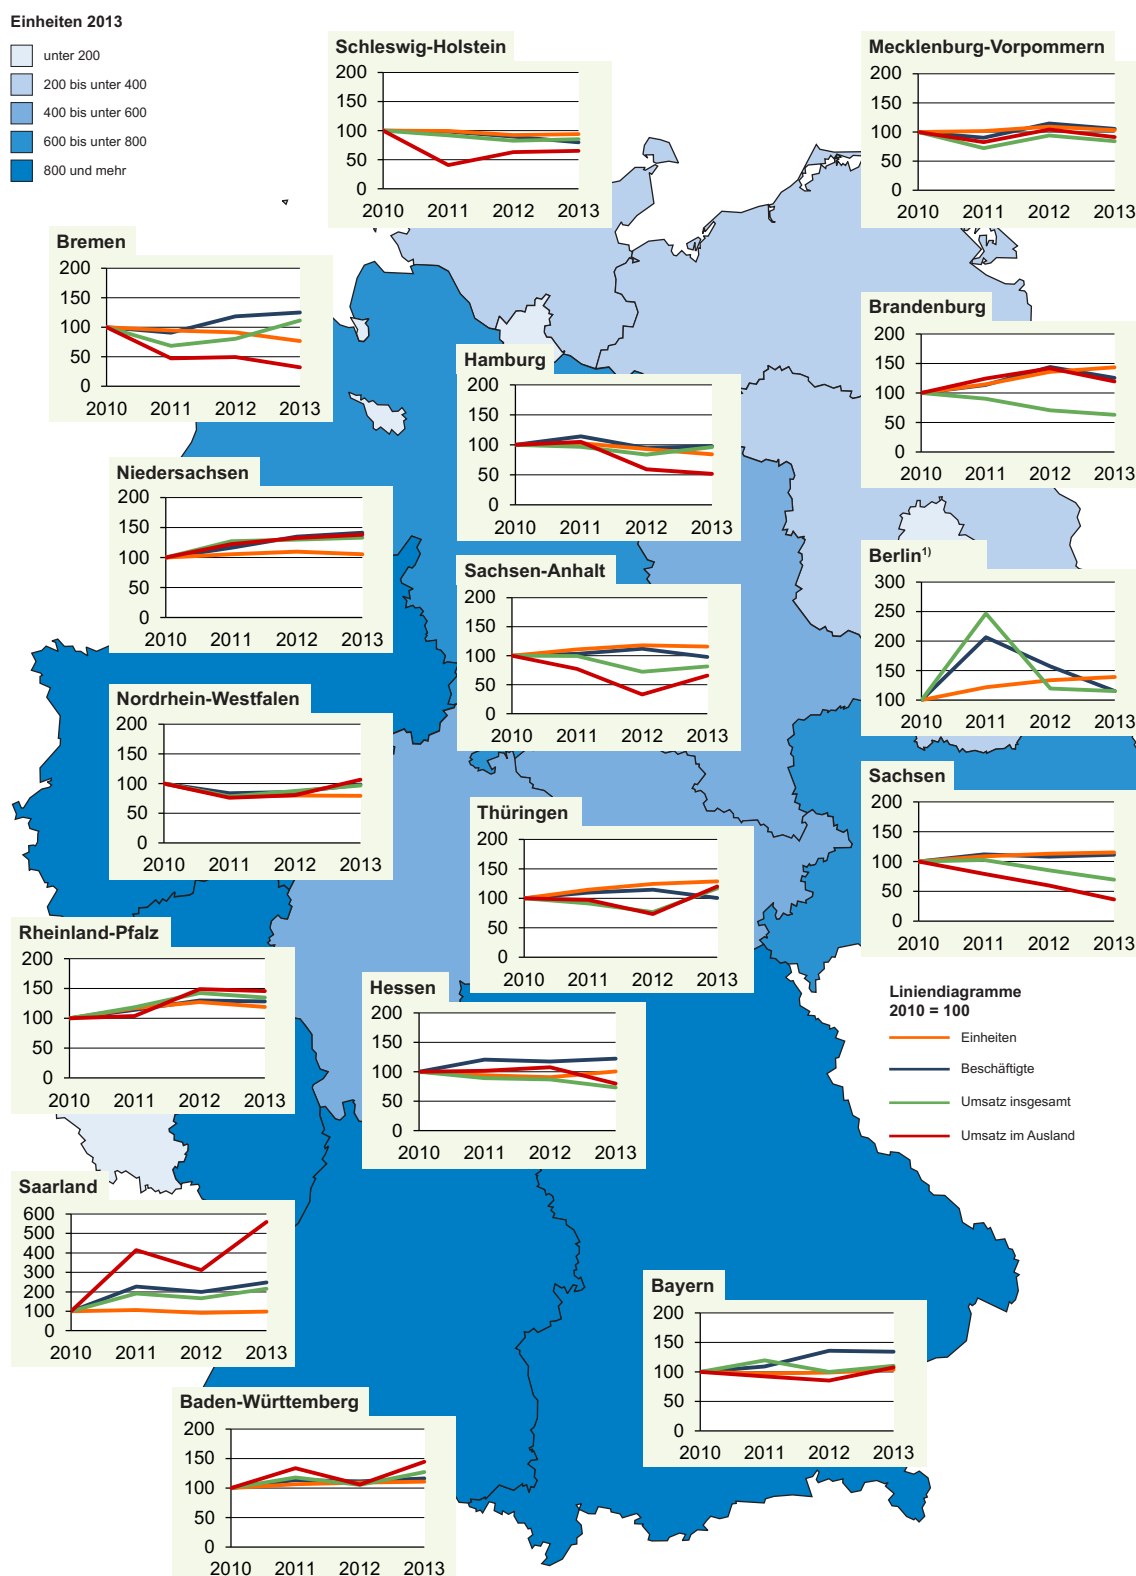 Einheiten 2013
unter 200
200 bis unter 400
400 bis unter 600
600 bis unter 800
800 und mehr
Schleswig-Holstein
200
150
100
50
0
2010 2011 2012 2013
Mecklenburg-Vorpommern
200
150
100
50
0
2010 2011 2012 2013
Bremen
200
150
100
50
0
2010 2011 2012 2013
Brandenburg
200
150
100
50
0
2010 2011 2012 2013
Hamburg
200
150
100
50
0
2010 2011 2012 2013
Niedersachsen
200
150
100
50
0
2010 2011 2012 2013
Berlin1)
300
250
200
150
100
2010 2011 2012 2013
Sachsen-Anhalt
200
150
100
50
0
2010 2011 2012 2013
Nordrhein-Westfalen
200
150
100
50
0
2010 2011 2012 2013
Sachsen
200
150
100
50
0
2010 2011 2012 2013
Thüringen
200
150
100
50
0
2010 2011 2012 2013
Rheinland-Pfalz
200
150
100
50
0
2010 2011 2012 2013
Hessen
200
150
100
50
0
2010 2011 2012 2013
Liniendiagramme
2010 = 100
Einheiten
Beschäftigte
Umsatz insgesamt
Umsatz im Ausland
Saarland
600
500
400
300
200
100
0
2010 2011 2012 2013
Bayern
200
150
100
50
0
2010 2011 2012 2013
Baden-Württemberg
200
150
100
50
0
2010 2011 2012 2013